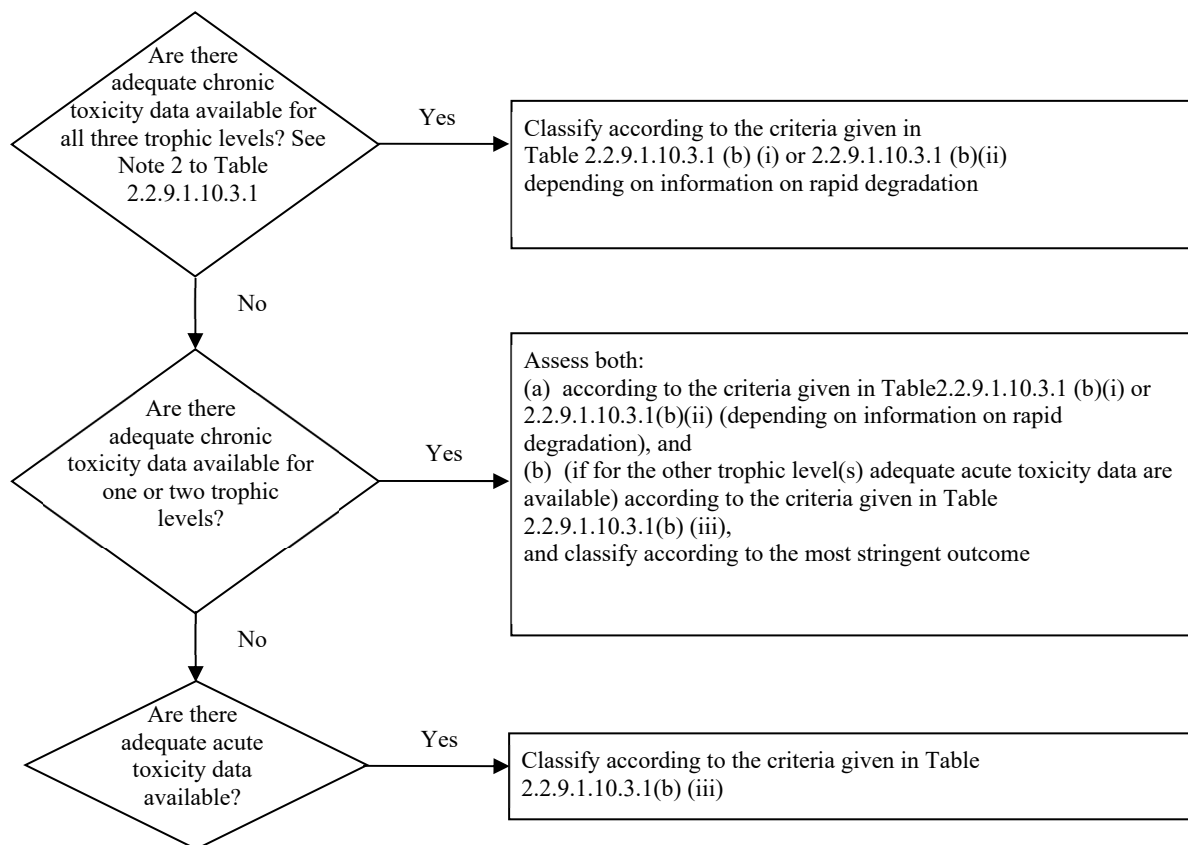 Are there
adequate chronic
toxicity data available for
all three trophic levels? See
Note 2 to Table
2.2.9.1.10.3.1
Yes
Classify according to the criteria given in
Table 2.2.9.1.10.3.1 (b) (i) or 2.2.9.1.10.3.1 (b)(ii)
depending on information on rapid degradation
No
Are there
adequate chronic
toxicity data available for
one or two trophic
levels?
Yes
Assess both:
(a) according to the criteria given in Table2.2.9.1.10.3.1 (b)(i) or
2.2.9.1.10.3.1(b)(ii) (depending on information on rapid
degradation), and
(b) (if for the other trophic level(s) adequate acute toxicity data are
available) according to the criteria given in Table
2.2.9.1.10.3.1(b) (iii),
and classify according to the most stringent outcome
No
Are there
adequate acute
toxicity data
available?
Yes
Classify according to the criteria given in Table
2.2.9.1.10.3.1(b) (iii)